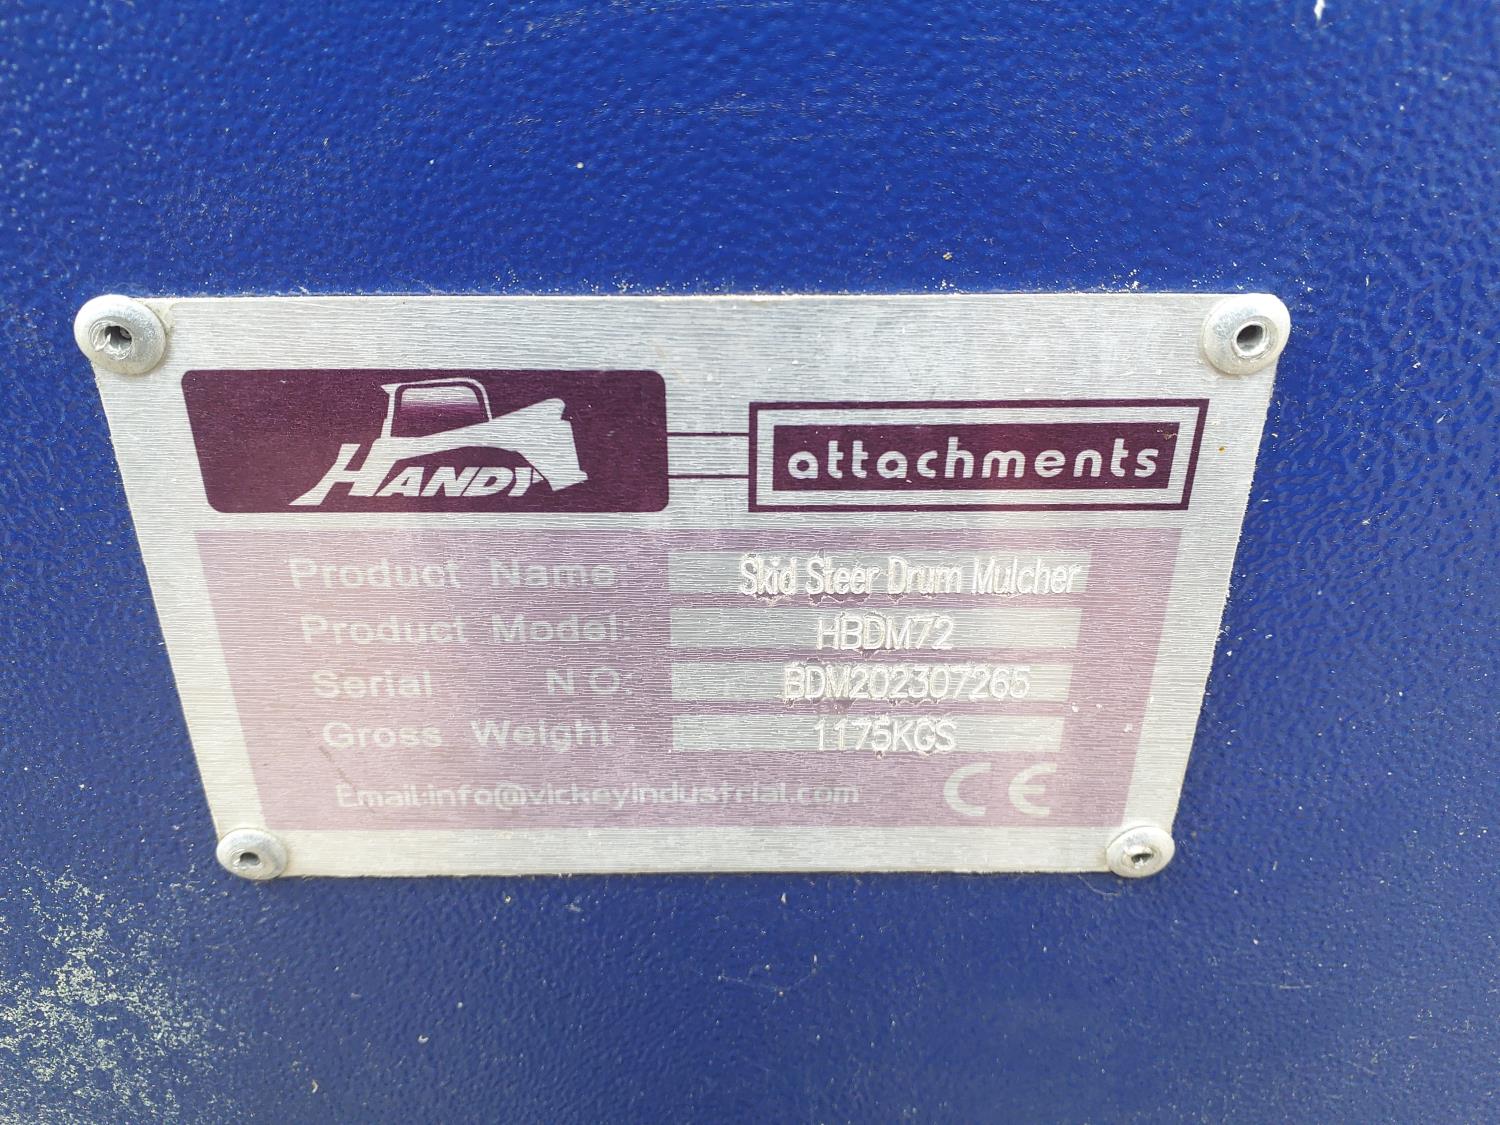 HANDY attachments
Product Name: Skid Steer Drum Mulcher
Product Model: HBDM72
Serial NO: BDM202307265
Gross Weight: 1175KGS
Email:info@vickeyindustrial.com CE